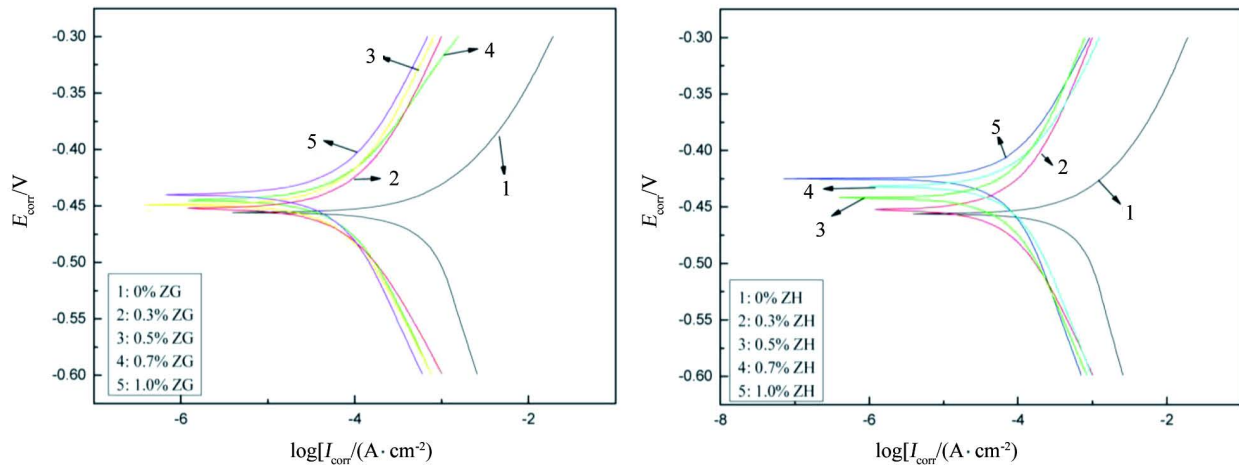 -0.30
-0.35
-0.40
-0.45
-0.50
-0.55
-0.60
E_corr/V
3
4
5
2
1
1: 0% ZG
2: 0.3% ZG
3: 0.5% ZG
4: 0.7% ZG
5: 1.0% ZG
-6
-4
-2
log[I_corr/(A·cm⁻²)
-0.30
-0.35
-0.40
-0.45
-0.50
-0.55
-0.60
E_corr/V
5
2
4
1
3
1: 0% ZH
2: 0.3% ZH
3: 0.5% ZH
4: 0.7% ZH
5: 1.0% ZH
-8
-6
-4
-2
log[I_corr/(A·cm⁻²)